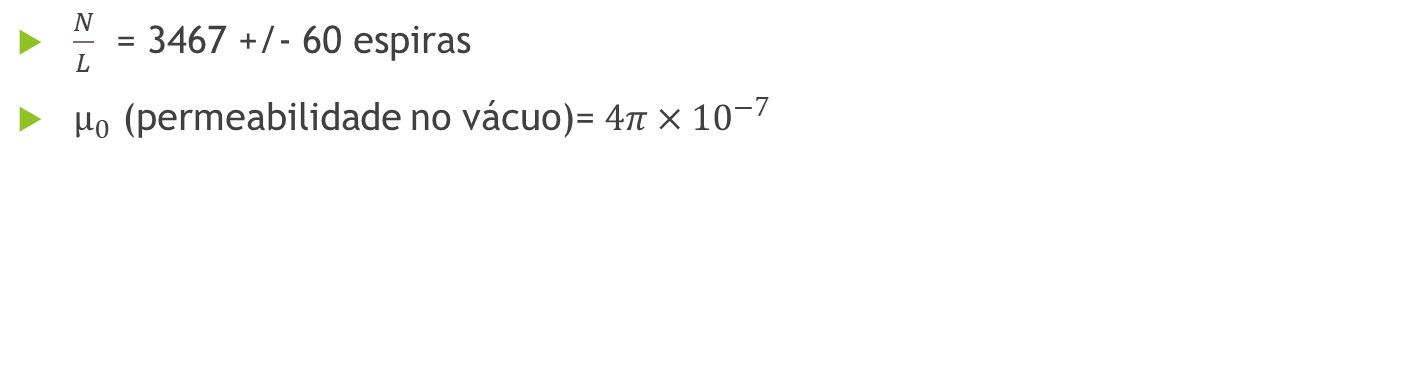 ▶ N/L = 3467 +/- 60 espiras
▶ μ₀ (permeabilidade no vácuo)= 4π × 10⁻⁷